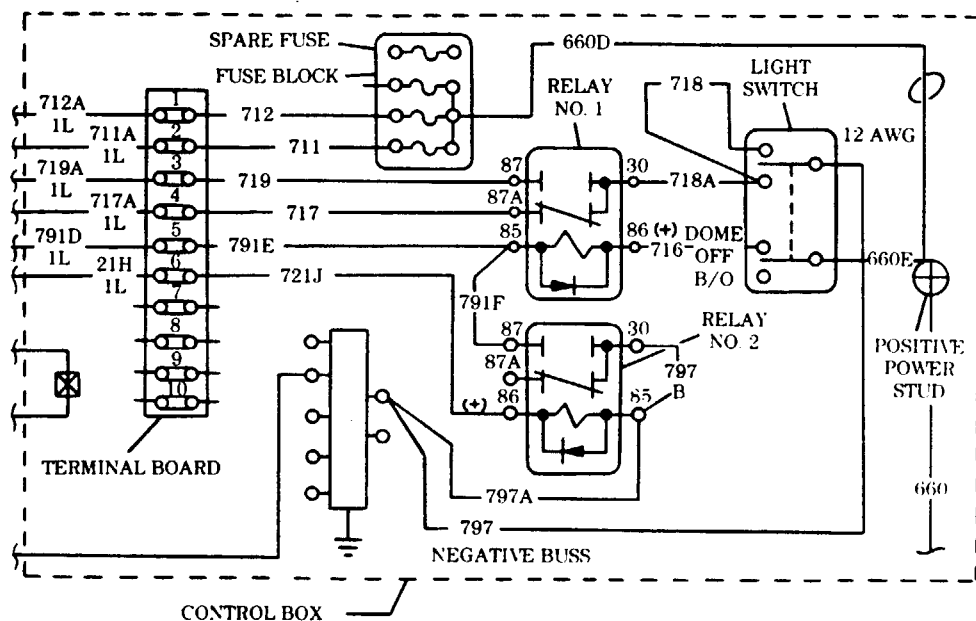 SPARE FUSE
FUSE BLOCK
660D
LIGHT
SWITCH
RELAY
NO. 1
718
12 AWG
712A
1L
1
712
711A
1L
2
711
719A
1L
3
719
87
30
718A
717A
1L
4
717
87A
791D
1L
5
791E
85
86 (+)
716
DOME
OFF
B/O
660E
21H
1L
6
721J
7
791F
8
87
30
RELAY
NO. 2
9
87A
797
B
POSITIVE
POWER
STUD
10
(+)
86
85
TERMINAL BOARD
797A
660
797
NEGATIVE BUSS
CONTROL BOX